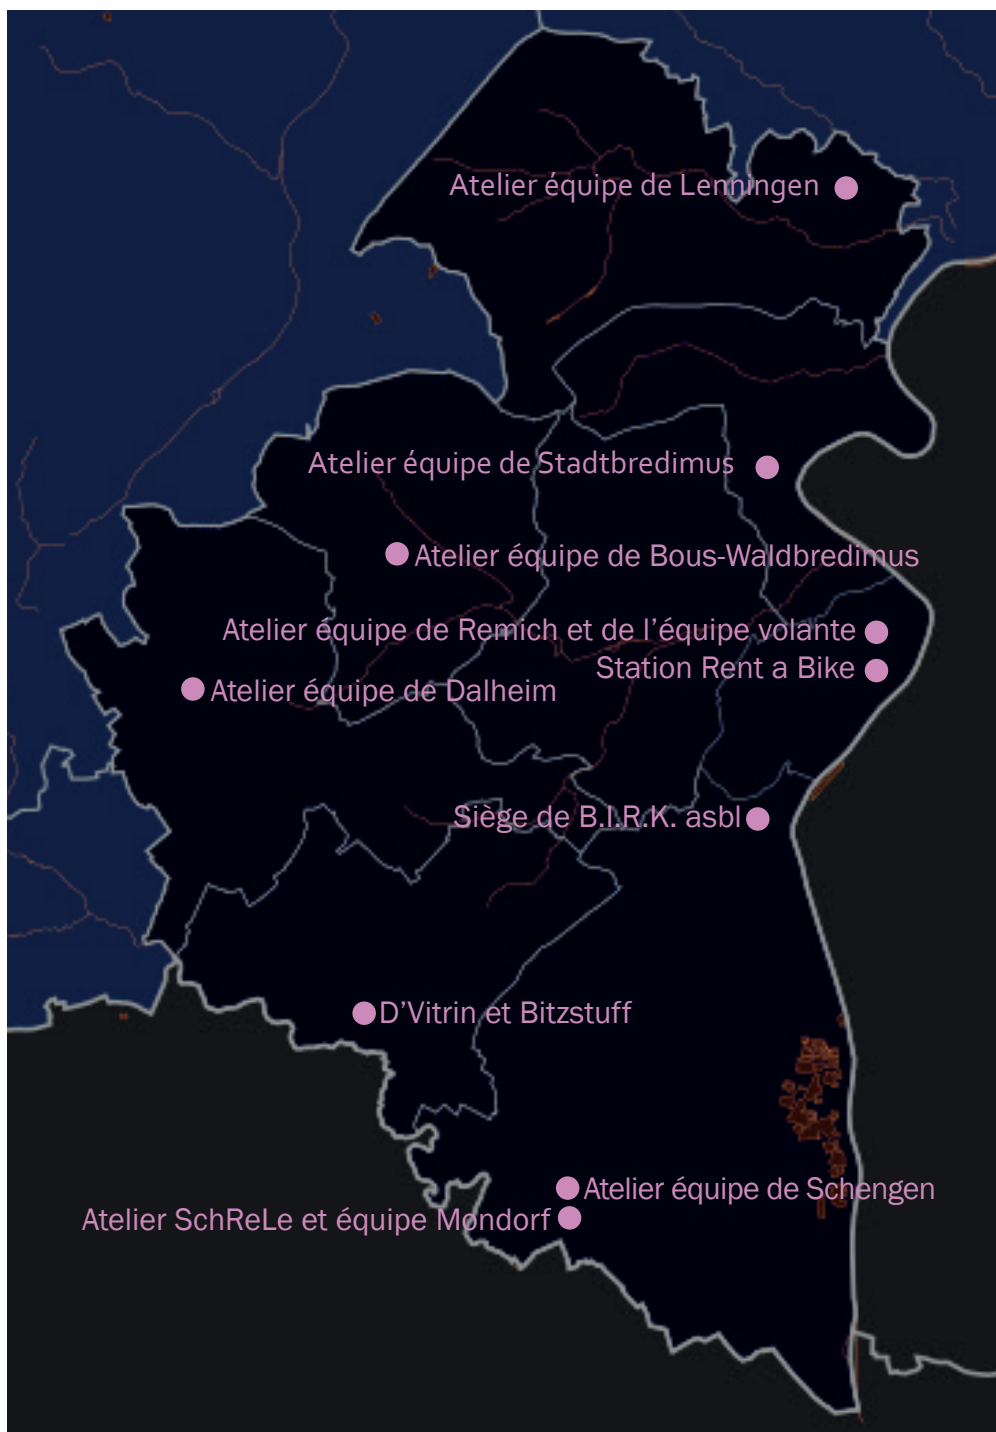 Atelier équipe de Lenningen
Atelier équipe de Stadtbredimus
Atelier équipe de Bous-Waldbredimus
Atelier équipe de Remich et de l’équipe volante
Station Rent a Bike
Atelier équipe de Dalheim
Siège de B.I.R.K. asbl
D’Vitrin et Bitzstuff
Atelier équipe de Schengen
Atelier SchReLe et équipe Mondorf